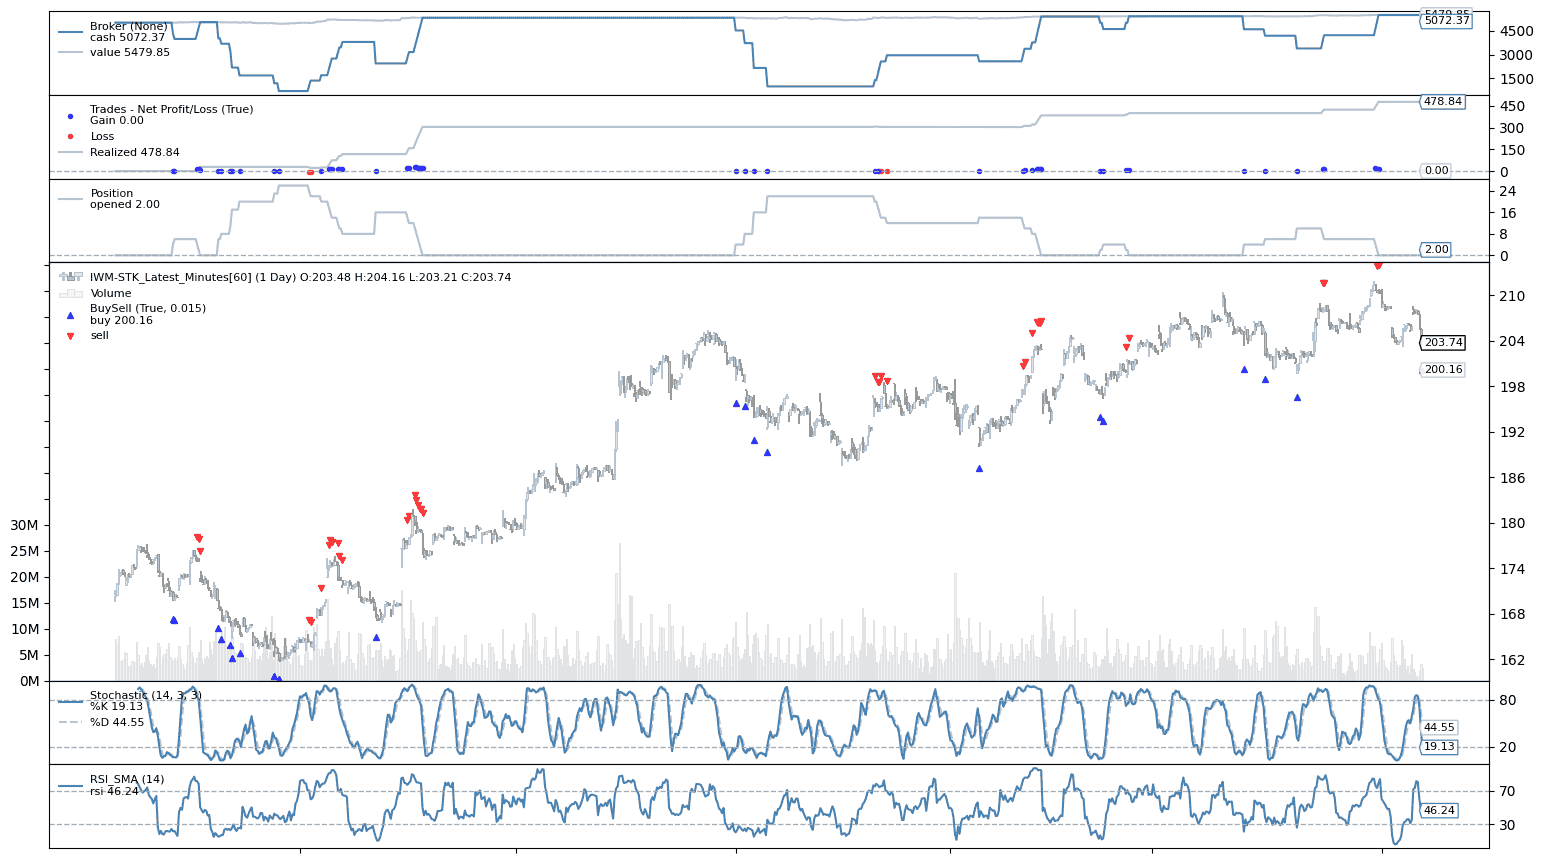 Broker (None)
cash 5072.37
value 5479.85
5479.85
5072.37
4500
3000
1500
Trades - Net Profit/Loss (True)
Gain 0.00
Loss
Realized 478.84
478.84
450
300
150
0
0.00
Position
opened 2.00
24
16
8
0
2.00
IWM-STK_Latest_Minutes[60] (1 Day) O:203.48 H:204.16 L:203.21 C:203.74
Volume
BuySell (True, 0.015)
buy 200.16
sell
210
204
198
192
186
180
174
168
162
203.74
200.16
30M
25M
20M
15M
10M
5M
0M
Stochastic (14, 3, 3)
%K 19.13
%D 44.55
80
20
44.55
19.13
RSI_SMA (14)
rsi 46.24
70
30
46.24